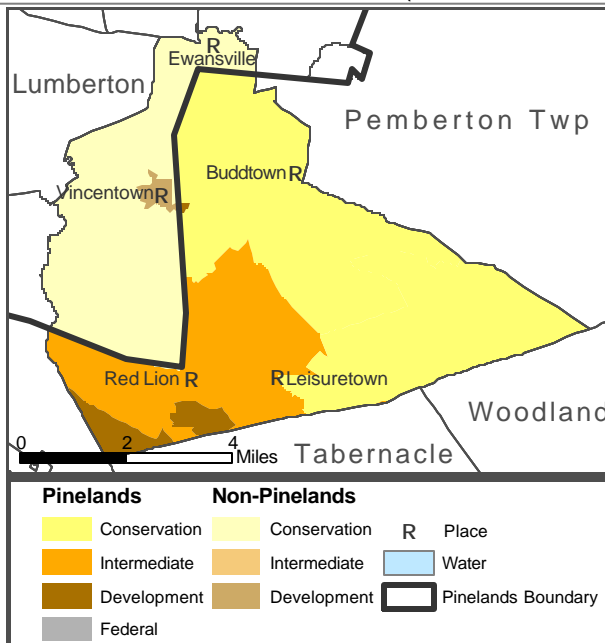 R
Ewansville
Lumberton
Pemberton Twp
Buddtown R
Vincentown R
Red Lion R
R Leisuretown
Woodland
0 2 4
Miles
Tabernacle
Pinelands Non-Pinelands
Conservation Conservation R Place
Intermediate Intermediate Water
Development Development Pinelands Boundary
Federal